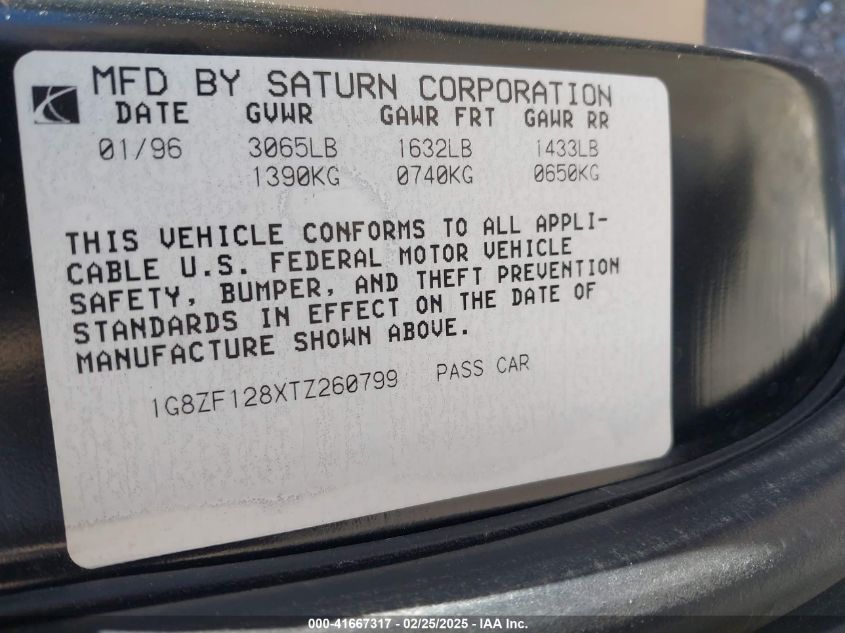 MFD BY SATURN CORPORATION
DATE GVWR GAWR FRT GAWR RR
01/96 3065LB 1632LB 1433LB
1390KG 0740KG 0650KG
THIS VEHICLE CONFORMS TO ALL APPLI-
CABLE U.S. FEDERAL MOTOR VEHICLE
SAFETY, BUMPER, AND THEFT PREVENTION
STANDARDS IN EFFECT ON THE DATE OF
MANUFACTURE SHOWN ABOVE.
1G8ZF128XTZ260799 PASS CAR
000-41667317 - 02/25/2025 - IAA Inc.